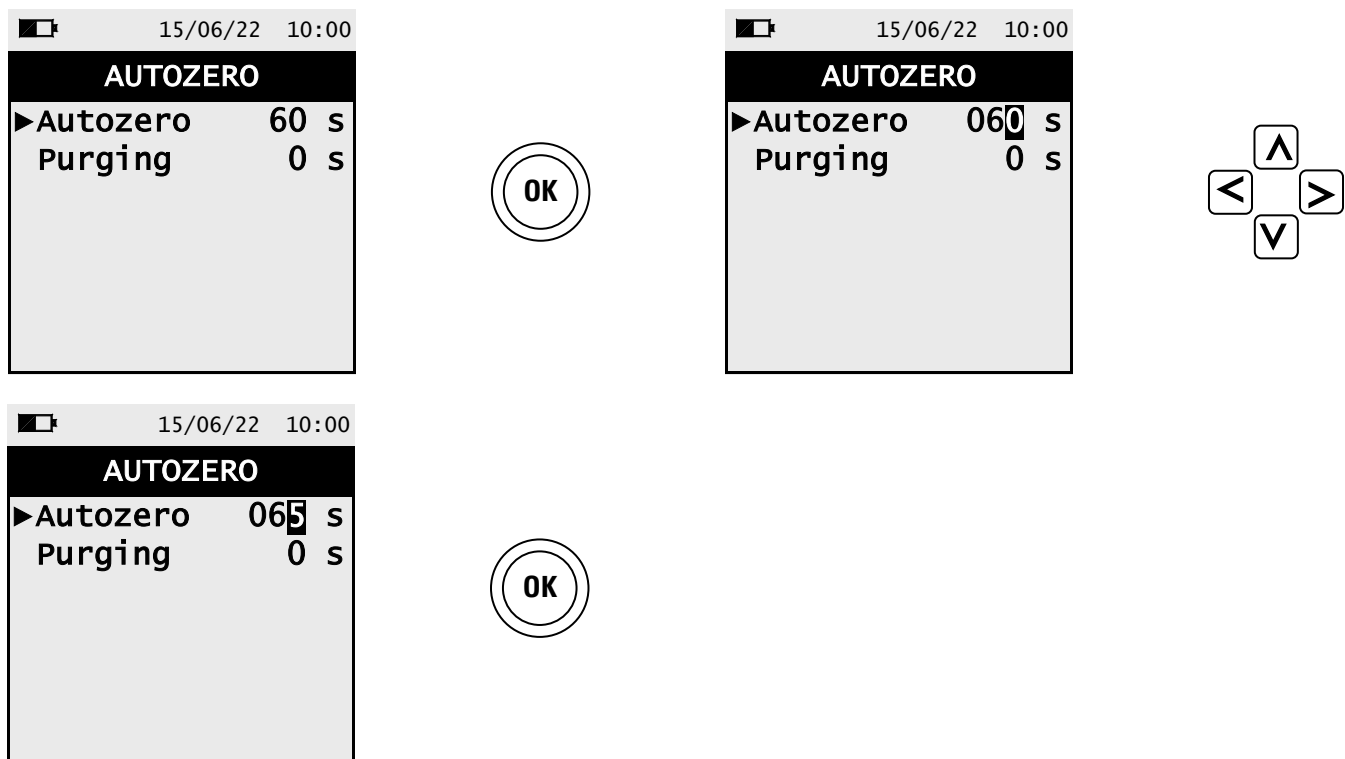 15/06/22 10:00
AUTOZERO
▶Autozero 60 s
Purging 0 s
OK
15/06/22 10:00
AUTOZERO
▶Autozero 060 s
Purging 0 s
15/06/22 10:00
AUTOZERO
▶Autozero 065 s
Purging 0 s
OK